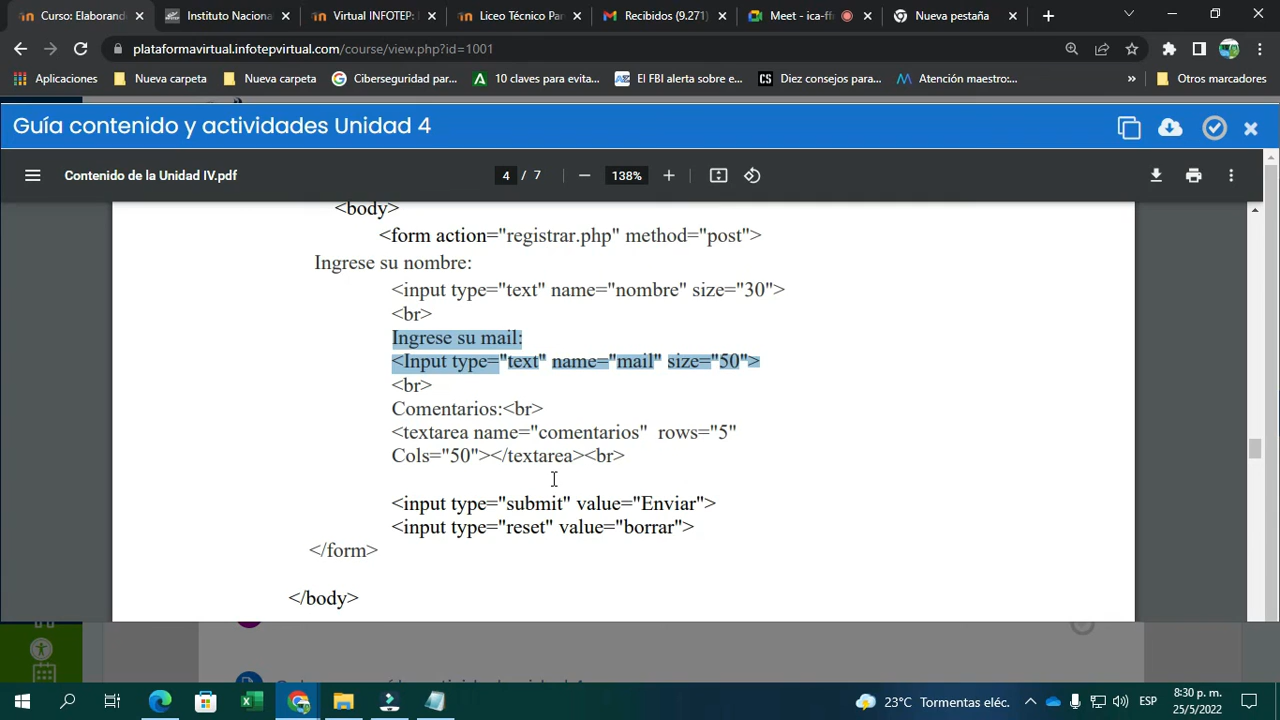 Curso: Elaborand
Instituto Naciona
Virtual INFOTEP:
Liceo Técnico Par
Recibidos (9.271)
Meet - ica-ff
Nueva pestaña
plataformavirtual.infotepvirtual.com/course/view.php?id=1001
Aplicaciones
Nueva carpeta
Nueva carpeta
Ciberseguridad par...
10 claves para evita...
El FBI alerta sobre e...
Diez consejos para...
Atención maestro:...
»
Otros marcadores
Guía contenido y actividades Unidad 4
Contenido de la Unidad IV.pdf
4 / 7
138%
<body>
<form action="registrar.php" method="post">
Ingrese su nombre:
<input type="text" name="nombre" size="30">
<br>
Ingrese su mail:
<Input type="text" name="mail" size="50">
<br>
Comentarios:<br>
<textarea name="comentarios"  rows="5"
Cols="50"></textarea><br>
<input type="submit" value="Enviar">
<input type="reset" value="borrar">
</form>
</body>
23°C Tormentas eléc.
ESP
8:30 p. m.
25/5/2022